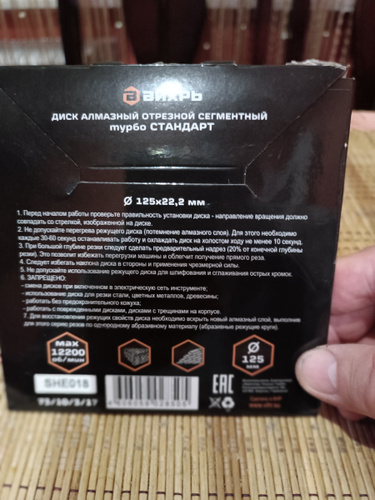 ВИХРЬ
ДИСК АЛМАЗНЫЙ ОТРЕЗНОЙ СЕГМЕНТНЫЙ
турбо СТАНДАРТ
Ø 125x22,2 мм
1. Перед началом работы проверьте правильность установки диска - направление вращения должно
совпадать со стрелкой, изображенной на диске.
2. Не допускайте перегрева режущего диска (потемнение алмазного слоя). Для этого необходимо
каждые 30-60 секунд останавливать работу и охлаждать диск на холостом ходу не менее 10 секунд.
3. При большой глубине резки следует сделать предварительный надрез (20% от конечной глубины
резки). Это позволит избежать перегрузки машины и облегчит получение прямого реза.
4. Следует избегать наклона диска в стороны и применения чрезмерной силы.
5. Не допускайте использование режущего диска для шлифования и сглаживания острых кромок.
6. ЗАПРЕЩЕНО:
- смена дисков при включенном в электрическую сеть инструменте;
- использование диска для резки стали, цветных металлов, древесины;
- работать без предохранительного кожуха;
- работать с поврежденными дисками, дисками с трещинами на корпусе.
7. Для восстановления режущих свойств диска необходимо вскрыть новый алмазный слой, выполнив
для этого серию резов по однородному абразивному материалу (абразивные режущие круги).
max
12200
об/мин
Ø
125
SHE018
73/10/3/17
EAC